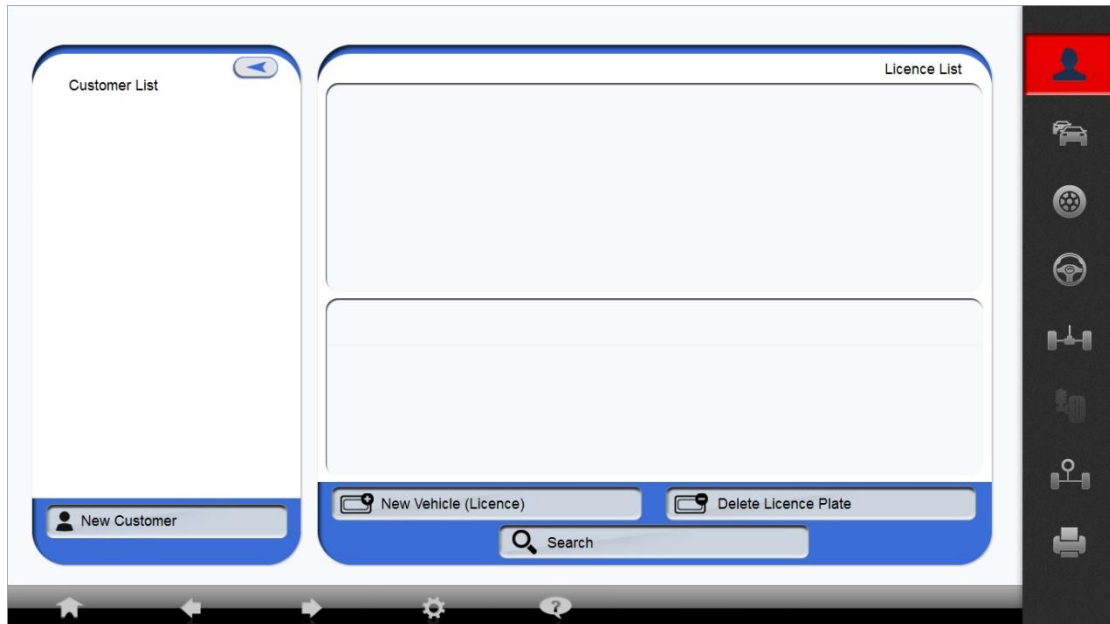 Customer List
Licence List
New Vehicle (Licence)
Delete Licence Plate
New Customer
Search
?